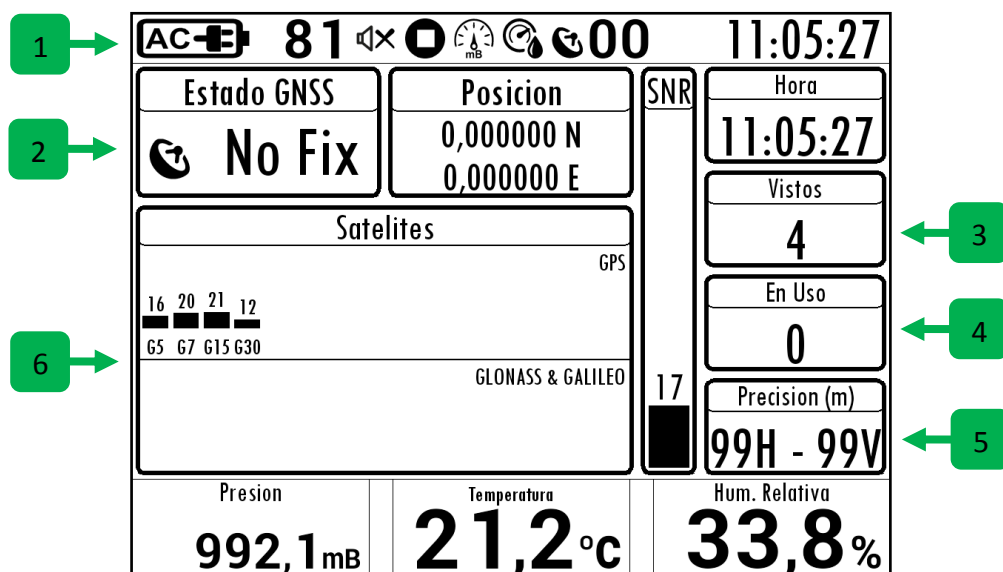 1
AC 81 mB 00 11:05:27
2
Estado GNSS
No Fix
Posicion
0,000000 N
0,000000 E
SNR
17
Hora
11:05:27
Vistos
4
3
En Uso
0
4
Precision (m)
99H - 99V
5
6
Satelites
GPS
16 20 21 12
G5 G7 G15 G30
GLONASS & GALILEO
Presion
992,1mB
Temperatura
21,2ºC
Hum. Relativa
33,8%